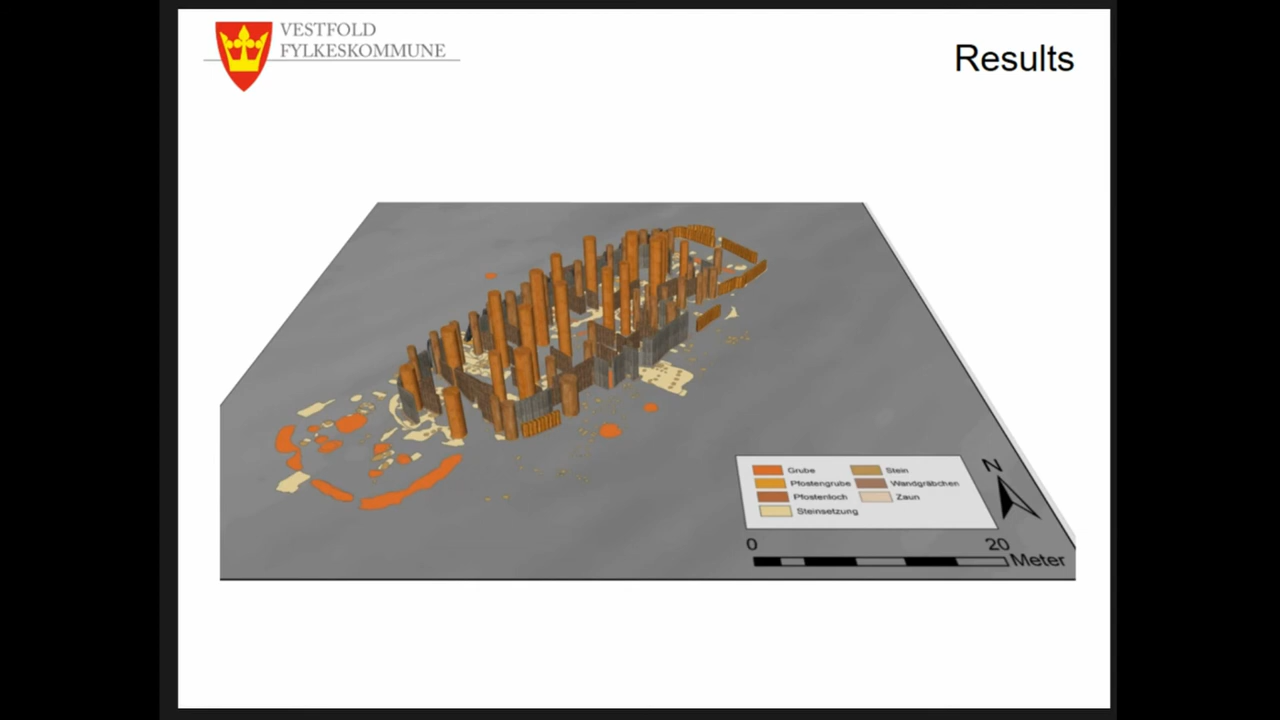 VESTFOLD
FYLKESKOMMUNE
Results
Grube
Stein
Pfostengrube
Wandgräbchen
Pfostenloch
Zaun
Steinsetzung
N
0 20
Meter